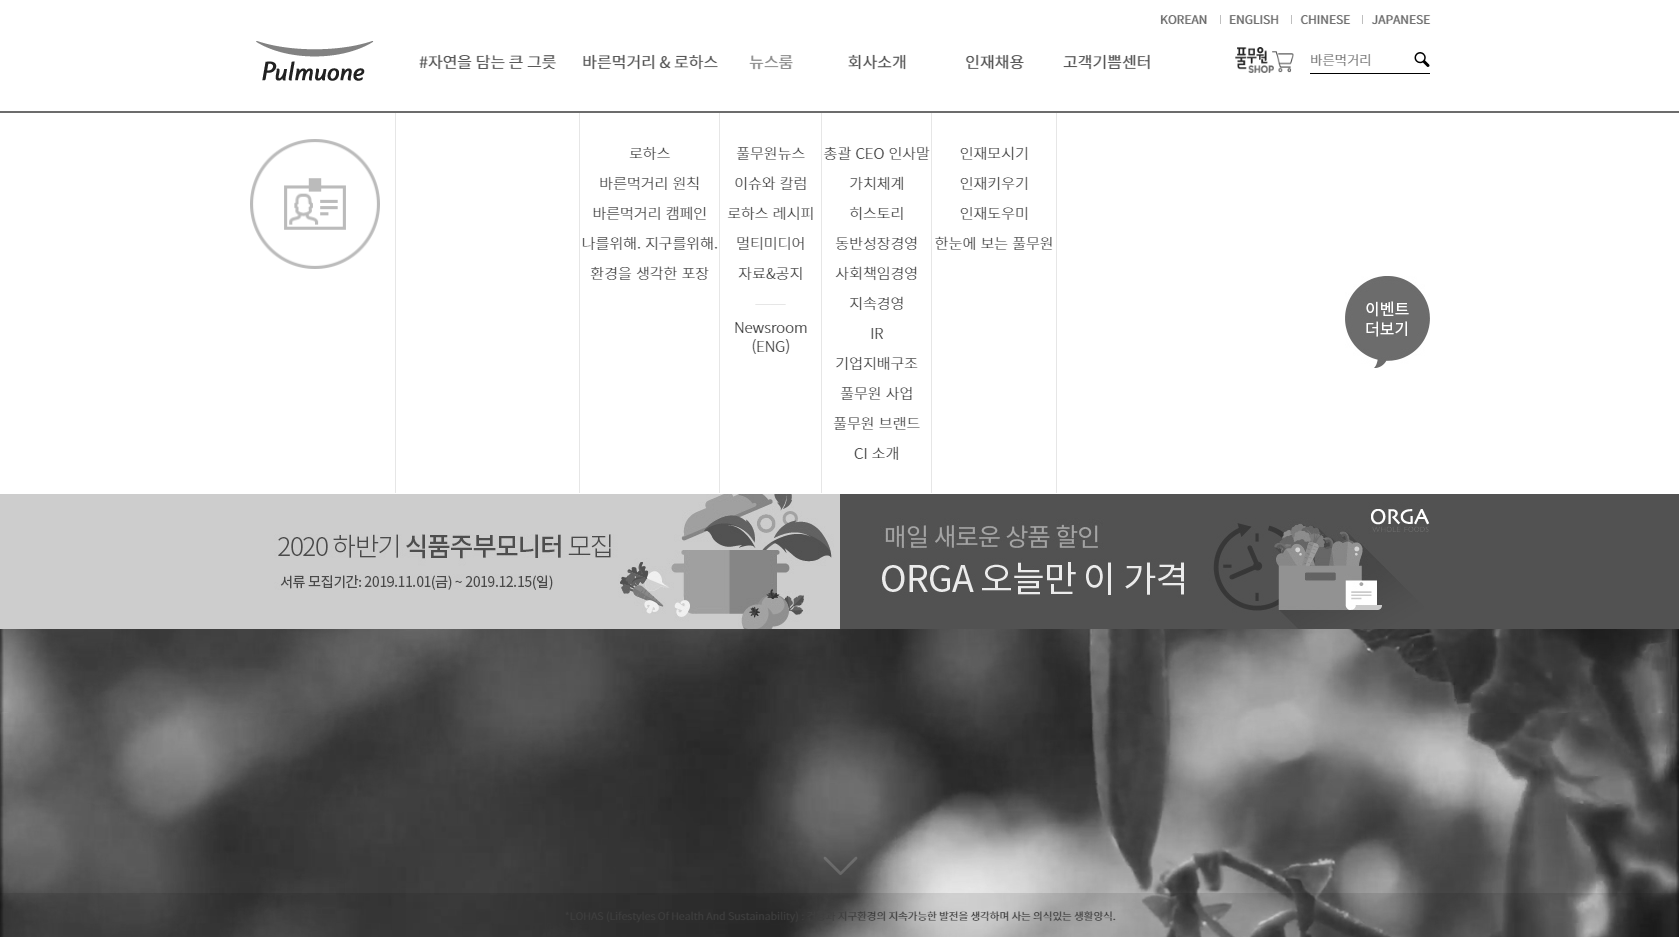 KOREAN
ENGLISH
CHINESE
JAPANESE
Pulmuone
#자연을 담는 큰 그릇
바른먹거리 & 로하스
뉴스룸
회사소개
인재채용
고객기쁨센터
풀무원
SHOP
바른먹거리
로하스
바른먹거리 원칙
바른먹거리 캠페인
나를위해. 지구를위해.
환경을 생각한 포장
풀무원뉴스
이슈와 칼럼
로하스 레시피
멀티미디어
자료&공지
Newsroom
(ENG)
총괄 CEO 인사말
가치체계
히스토리
동반성장경영
사회책임경영
지속경영
IR
기업지배구조
풀무원 사업
풀무원 브랜드
CI 소개
인재모시기
인재키우기
인재도우미
한눈에 보는 풀무원
이벤트
더보기
2020 하반기 식품주부모니터 모집
서류 모집기간: 2019.11.01(금) ~ 2019.12.15(일)
ORGA
매일 새로운 상품 할인
ORGA 오늘만 이 가격
*LOHAS (Lifestyles Of Health And Sustainability) 지구환경의 지속가능한 발전을 생각하며 사는 의식있는 생활양식.